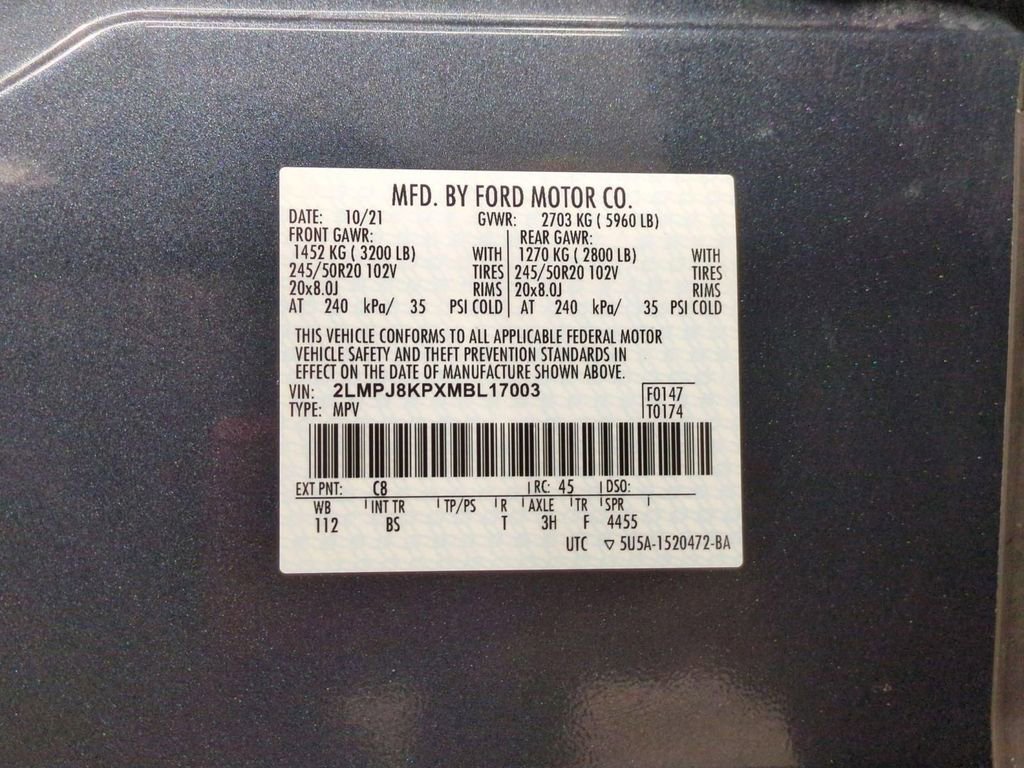 MFD. BY FORD MOTOR CO.
DATE: 10/21 GVWR: 2703 KG ( 5960 LB)
FRONT GAWR: REAR GAWR:
1452 KG ( 3200 LB) WITH 1270 KG ( 2800 LB) WITH
245/50R20 102V TIRES 245/50R20 102V TIRES
20x8.0J RIMS 20x8.0J RIMS
AT 240 kPa/ 35 PSI COLD AT 240 kPa/ 35 PSI COLD
THIS VEHICLE CONFORMS TO ALL APPLICABLE FEDERAL MOTOR
VEHICLE SAFETY AND THEFT PREVENTION STANDARDS IN
EFFECT ON THE DATE OF MANUFACTURE SHOWN ABOVE.
VIN: 2LMPJ8KPXMBL17003 F0147
TYPE: MPV T0174
EXT PNT: C8 RC: 45 DSO:
WB INT TR TP/PS R AXLE TR SPR
112 BS T 3H F 4455
UTC ▽ 5U5A-1520472-BA